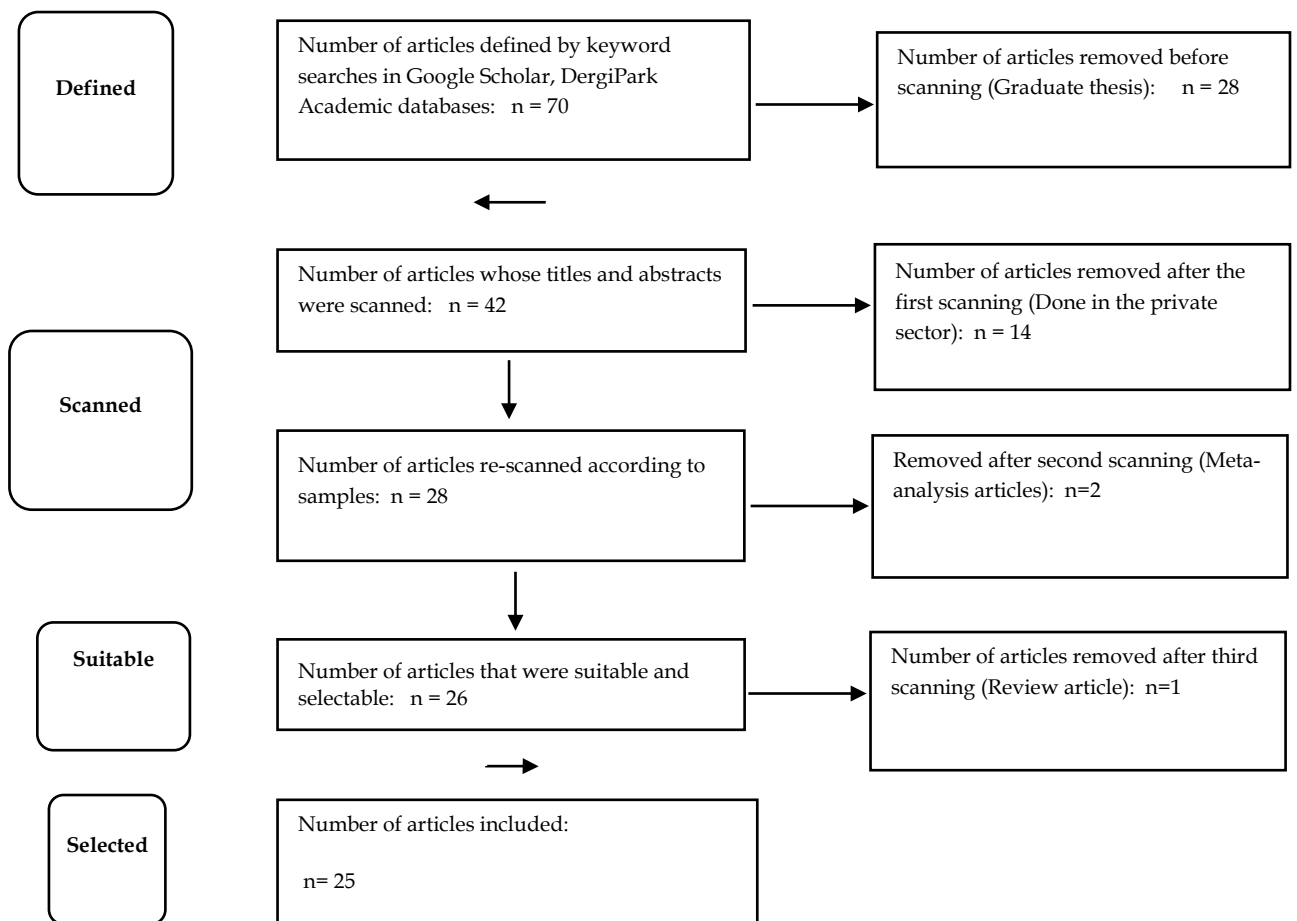 Defined
Number of articles defined by keyword
searches in Google Scholar, DergiPark
Academic databases: n = 70
Number of articles removed before
scanning (Graduate thesis): n = 28
Scanned
Number of articles whose titles and abstracts
were scanned: n = 42
Number of articles removed after the
first scanning (Done in the private
sector): n = 14
Number of articles re-scanned according to
samples: n = 28
Removed after second scanning (Meta-
analysis articles): n=2
Suitable
Number of articles that were suitable and
selectable: n = 26
Number of articles removed after third
scanning (Review article): n=1
Selected
Number of articles included:
n= 25